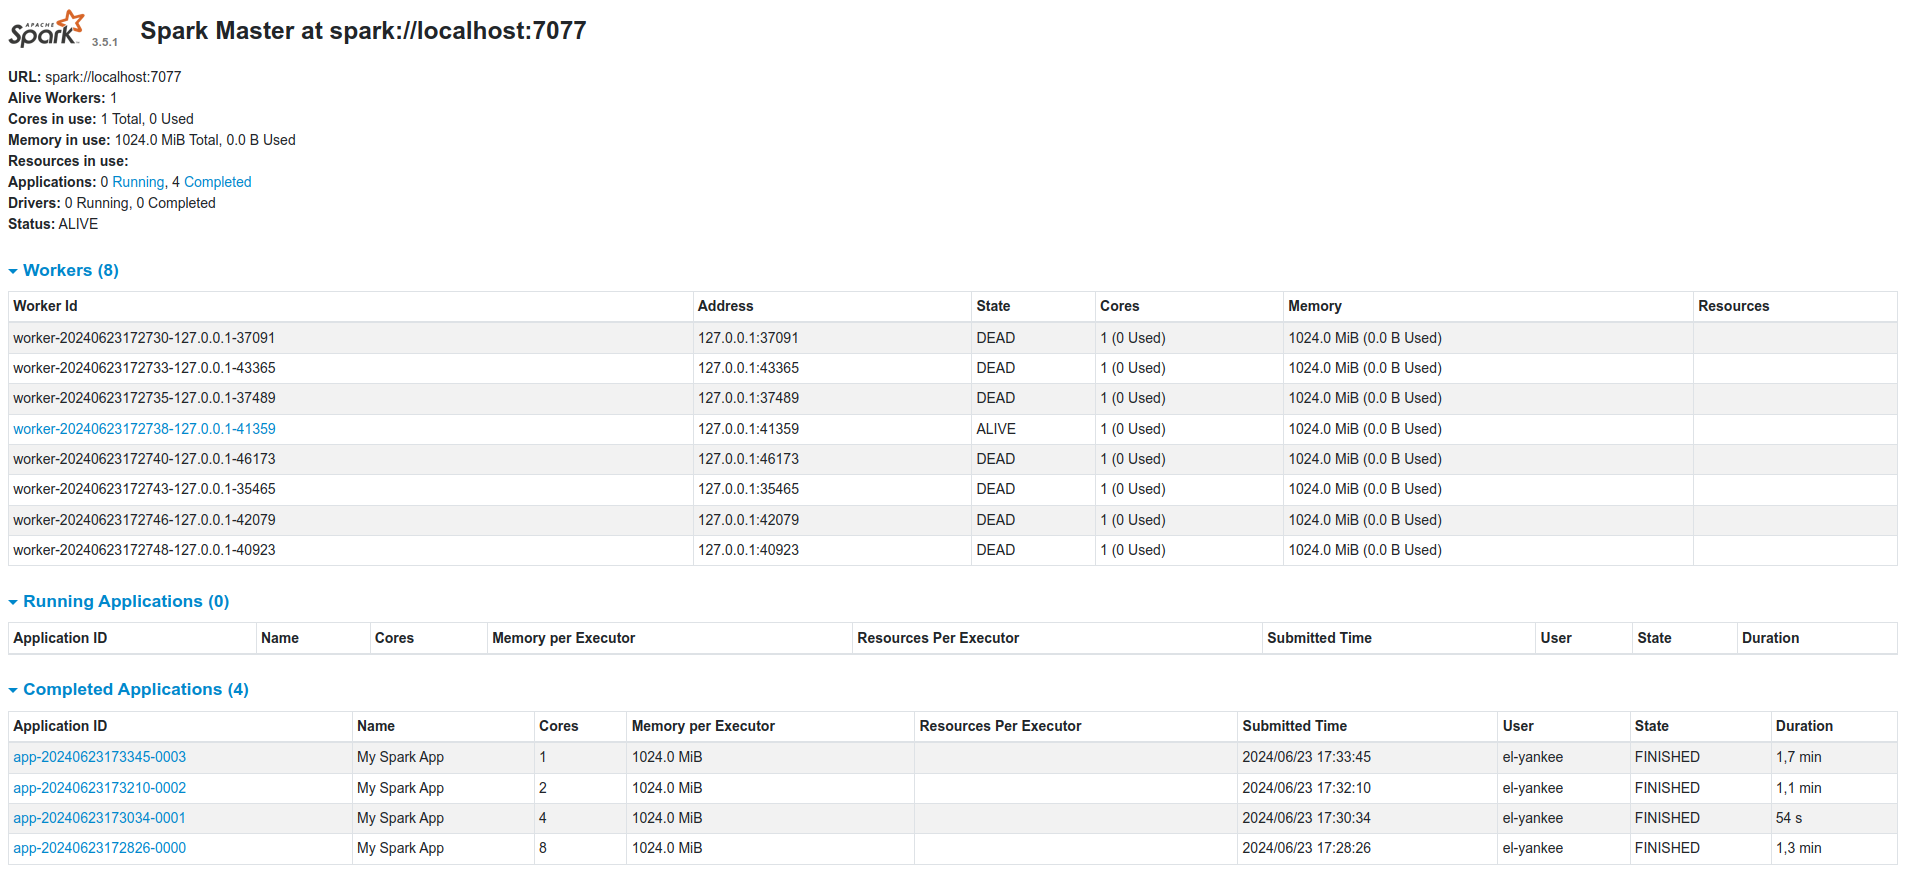 APACHE
Spark 3.5.1 Spark Master at spark://localhost:7077
URL: spark://localhost:7077
Alive Workers: 1
Cores in use: 1 Total, 0 Used
Memory in use: 1024.0 MiB Total, 0.0 B Used
Resources in use:
Applications: 0 Running, 4 Completed
Drivers: 0 Running, 0 Completed
Status: ALIVE
Workers (8)
Worker Id Address State Cores Memory Resources
worker-20240623172730-127.0.0.1-37091 127.0.0.1:37091 DEAD 1 (0 Used) 1024.0 MiB (0.0 B Used)
worker-20240623172733-127.0.0.1-43365 127.0.0.1:43365 DEAD 1 (0 Used) 1024.0 MiB (0.0 B Used)
worker-20240623172735-127.0.0.1-37489 127.0.0.1:37489 DEAD 1 (0 Used) 1024.0 MiB (0.0 B Used)
worker-20240623172738-127.0.0.1-41359 127.0.0.1:41359 ALIVE 1 (0 Used) 1024.0 MiB (0.0 B Used)
worker-20240623172740-127.0.0.1-46173 127.0.0.1:46173 DEAD 1 (0 Used) 1024.0 MiB (0.0 B Used)
worker-20240623172743-127.0.0.1-35465 127.0.0.1:35465 DEAD 1 (0 Used) 1024.0 MiB (0.0 B Used)
worker-20240623172746-127.0.0.1-42079 127.0.0.1:42079 DEAD 1 (0 Used) 1024.0 MiB (0.0 B Used)
worker-20240623172748-127.0.0.1-40923 127.0.0.1:40923 DEAD 1 (0 Used) 1024.0 MiB (0.0 B Used)
Running Applications (0)
Application ID Name Cores Memory per Executor Resources Per Executor Submitted Time User State Duration
Completed Applications (4)
Application ID Name Cores Memory per Executor Resources Per Executor Submitted Time User State Duration
app-20240623173345-0003 My Spark App 1 1024.0 MiB 2024/06/23 17:33:45 el-yankee FINISHED 1,7 min
app-20240623173210-0002 My Spark App 2 1024.0 MiB 2024/06/23 17:32:10 el-yankee FINISHED 1,1 min
app-20240623173034-0001 My Spark App 4 1024.0 MiB 2024/06/23 17:30:34 el-yankee FINISHED 54 s
app-20240623172826-0000 My Spark App 8 1024.0 MiB 2024/06/23 17:28:26 el-yankee FINISHED 1,3 min